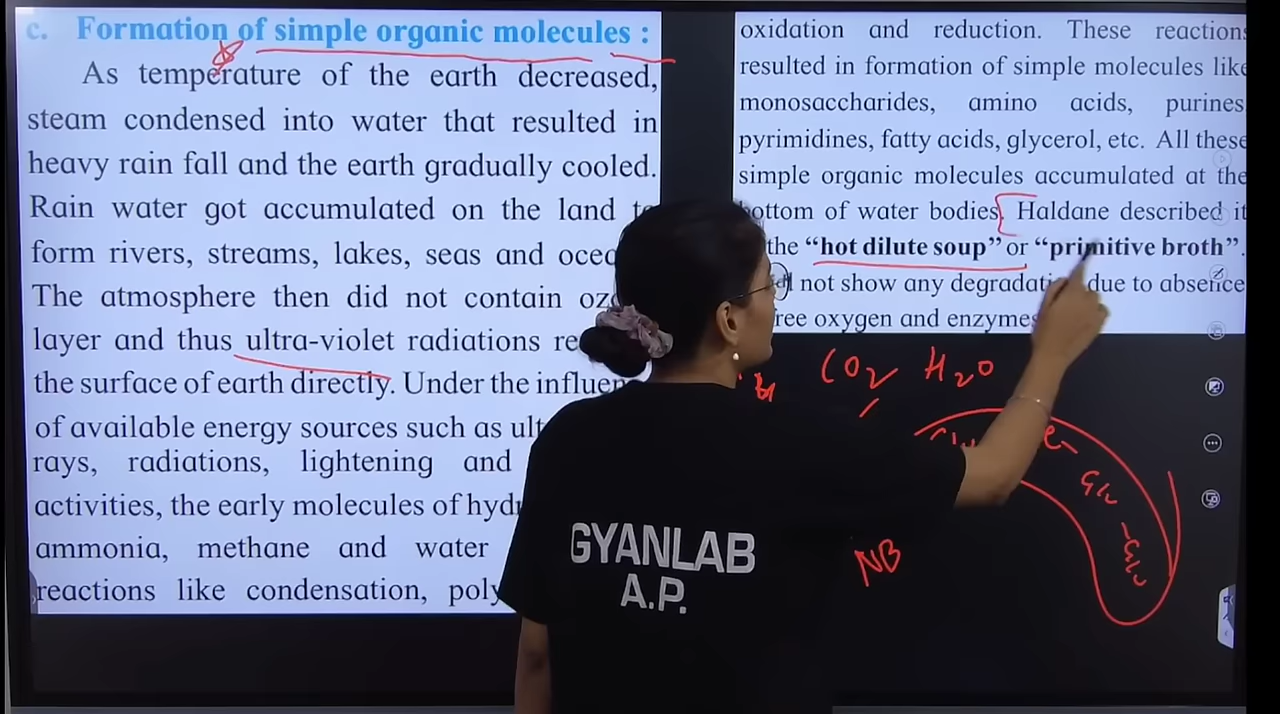 c. Formation of simple organic molecules :
As temperature of the earth decreased,
steam condensed into water that resulted in
heavy rain fall and the earth gradually cooled.
Rain water got accumulated on the land
form rivers, streams, lakes, seas and
The atmosphere then did not contain
layer and thus ultra-violet radiations
the surface of earth directly. Under the
of available energy sources such as
rays, radiations, lightening and
activities, the early molecules of
ammonia, methane and water
reactions like condensation,
oxidation and reduction. These reactions
resulted in formation of simple molecules like
monosaccharides, amino acids, purines
pyrimidines, fatty acids, glycerol, etc. All these
simple organic molecules accumulated at the
bottom of water bodies. Haldane described it
the “hot dilute soup” or “primitive broth”.
not show any degradation due to absence
free oxygen and enzymes
CO2 H2O
Glu
Glu
NB
GYANLAB
A.P.